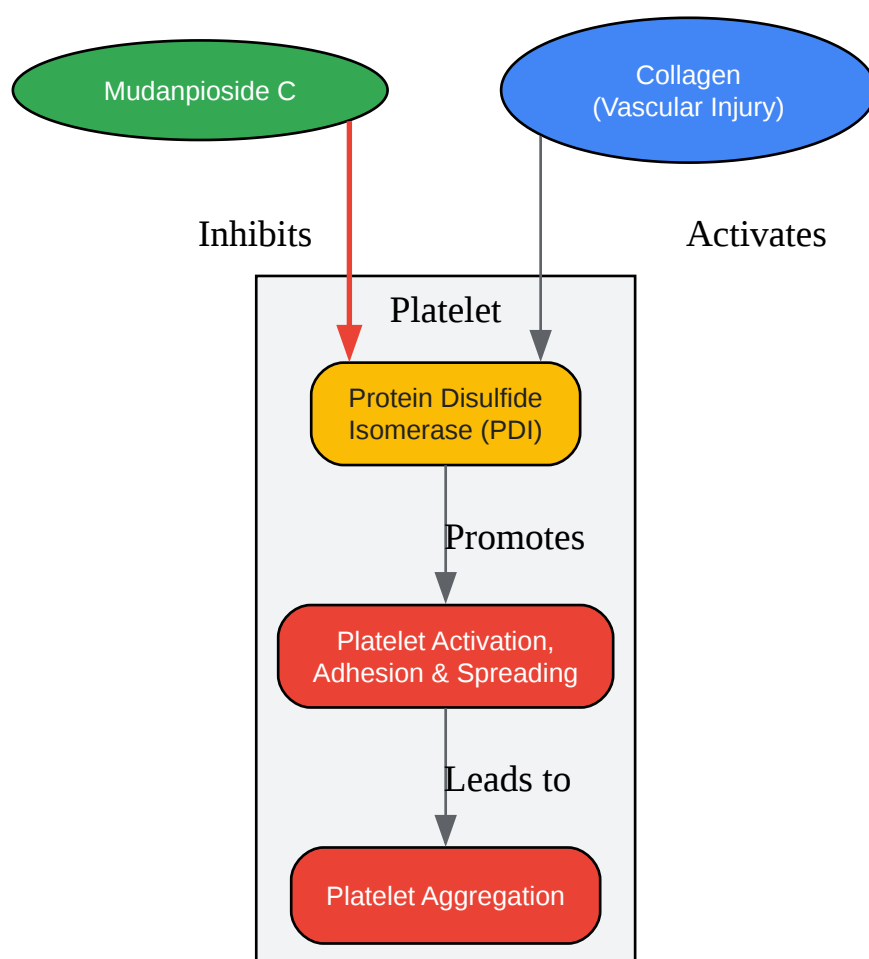 Mudanpioside C
Collagen
(Vascular Injury)
Inhibits
Activates
Platelet
Protein Disulfide
Isomerase (PDI)
Promotes
Platelet Activation,
Adhesion & Spreading
Leads to
Platelet Aggregation